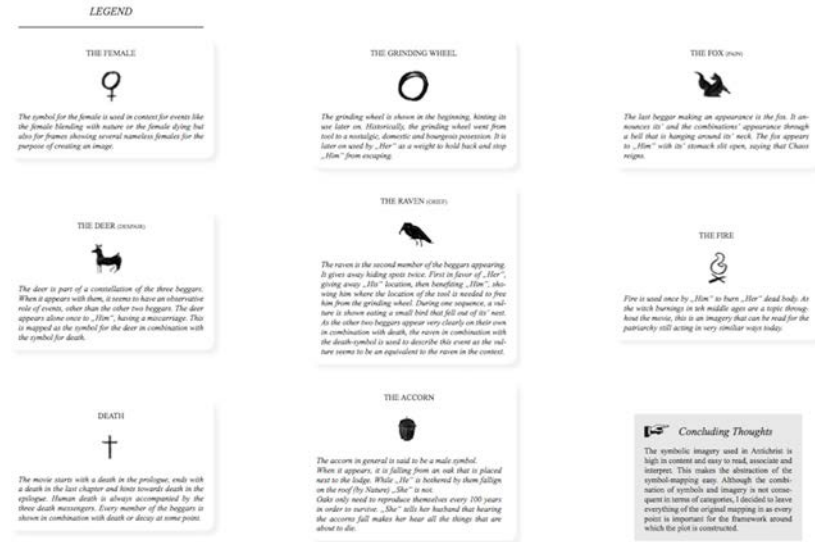 LEGEND
THE FEMALE
The symbol for the female is used in context for events like
the female blending with nature or the female dying but
also for frames showing several nameless females for the
purpose of creating an image.
THE GRINDING WHEEL
The grinding wheel is shown in the beginning, hinting its
use later on. Historically, the grinding wheel went from
tool to a nostalgic, domestic and bourgeois possession. It is
later on used by „Her" as a weight to hold back and stop
„Him" from escaping.
THE FOX (PAIN)
The last beggar making an appearance is the fox. It an-
nounces its' and the combinations' appearance through
a bell that is hanging around its' neck. The fox appears
to „Him" with its' stomach slit open, saying that Chaos
reigns.
THE DEER (DESPAIR)
The deer is part of a constellation of the three beggars.
When it appears with them, it seems to have an observative
role of events, other than the other two beggars. The deer
appears alone once to „Him", having a miscarriage. This
is mapped as the symbol for the deer in combination with
the symbol for death.
THE RAVEN (GRIEF)
The raven is the second member of the beggars appearing.
It gives away hiding spots twice. First in favor of „Her",
giving away „His" location, then benefiting „Him", sho-
wing him where the location of the tool is needed to free
him from the grinding wheel. During one sequence, a vul-
ture is shown eating a small bird that fell out of its' nest.
As the other two beggars appear very clearly on their own
in combination with death, the raven in combination with
the death-symbol is used to describe this event as the vul-
ture seems to be an equivalent to the raven in the context.
THE FIRE
Fire is used once by „Him" to burn „Her" dead body. As
the witch burnings in teh middle ages are a topic throug-
hout the movie, this is an imagery that can be read for the
patriarchy still acting in very similiar ways today.
DEATH
The movie starts with a death in the prologue, ends with
a death in the last chapter and hints towards death in the
epilogue. Human death is always accompanied by the
three death messengers. Every member of the beggars is
shown in combination with death or decay at some point.
THE ACCORN
The accorn in general is said to be a male symbol.
When it appears, it is falling from an oak that is placed
next to the lodge. While „He" is bothered by them fallign
on the roof (by Nature) „She" is not.
Oaks only need to reproduce themselves every 100 years
in order to survive. „She" tells her husband that hearing
the accorns fall makes her hear all the things that are
about to die.
Concluding Thoughts
The symbolic imagery used in Antichrist is
high in content and easy to read, associate and
interpret. This makes the abstraction of the
symbol-mapping easy. Although the combi-
nation of symbols and imagery is not conse-
quent in terms of categories, I decided to leave
everything of the original mapping in as every
point is important for the framework around
which the plot is constructed.